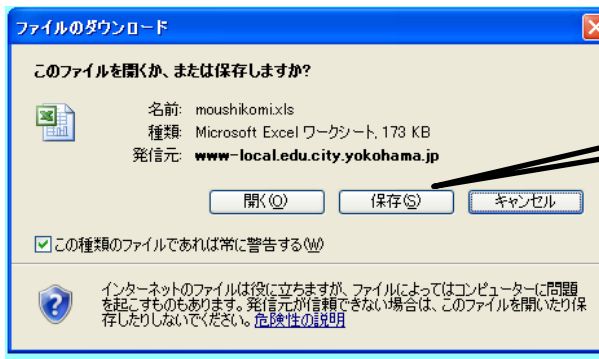 ファイルのダウンロード
このファイルを開くか、または保存しますか?
名前: moushikomi.xls
種類: Microsoft Excel ワークシート, 173 KB
発信元: www-local.edu.city.yokohama.jp
開く(O) 保存(S) キャンセル
この種類のファイルであれば常に警告する(W)
インターネットのファイルは役に立ちますが、ファイルによってはコンピューターに問題
を起こすものもあります。発信元が信頼できない場合は、このファイルを開いたり保
存したりしないでください。危険性の説明